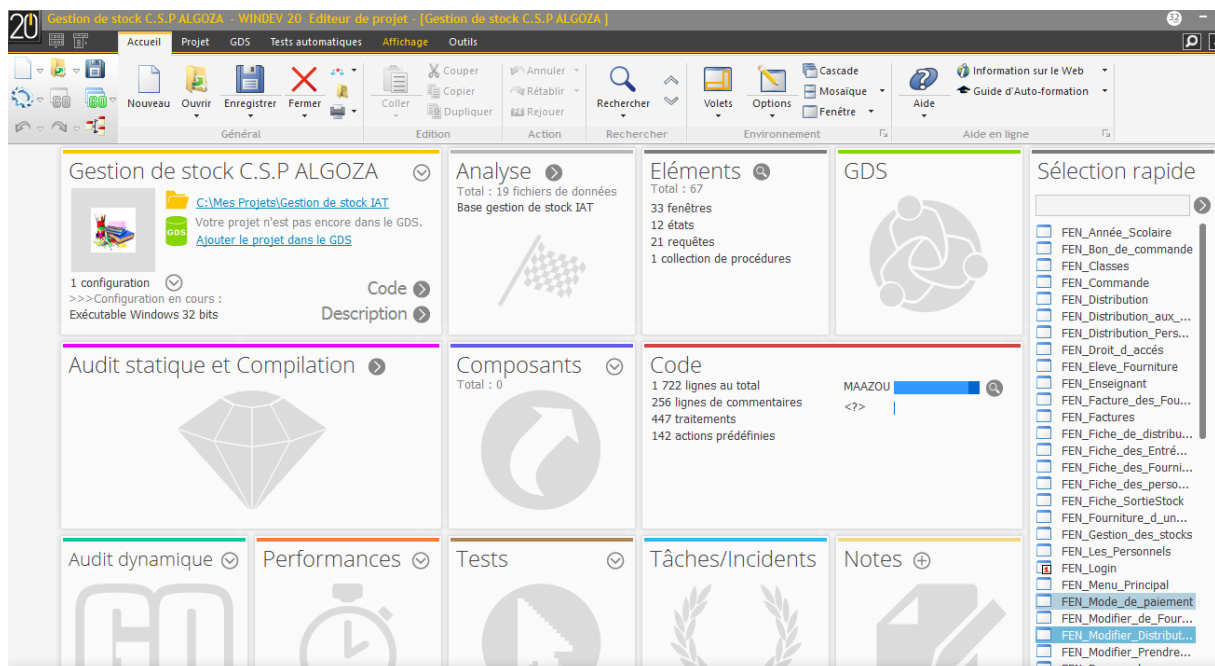 20
Gestion de stock C.S.P ALGOZA - WINDEV 20 Editeur de projet - [Gestion de stock C.S.P ALGOZA ]
32
Accueil Projet GDS Tests automatiques Affichage Outils
Nouveau Ouvrir Enregistrer Fermer
Général
Coller
Couper
Copier
Dupliquer
Edition
Annuler
Rétablir
Rejouer
Action
Rechercher
Rechercher
Volets Options
Cascade
Mosaïque
Fenêtre
Environnement
Aide
Information sur le Web
Guide d'Auto-formation
Aide en ligne
Gestion de stock C.S.P ALGOZA
C:\Mes Projets\Gestion de stock IAT
GDS
Votre projet n'est pas encore dans le GDS.
Ajouter le projet dans le GDS
1 configuration
>>>Configuration en cours :
Exécutable Windows 32 bits
Code
Description
Analyse
Total : 19 fichiers de données
Base gestion de stock IAT
Eléments
Total : 67
33 fenêtres
12 états
21 requêtes
1 collection de procédures
GDS
Audit statique et Compilation
Composants
Total : 0
Code
1 722 lignes au total
256 lignes de commentaires
447 traitements
142 actions prédéfinies
MAAZOU
<?>
Audit dynamique
GO
Performances
Tests
Tâches/Incidents
Notes
Sélection rapide
FEN_Année_Scolaire
FEN_Bon_de_commande
FEN_Classes
FEN_Commande
FEN_Distribution
FEN_Distribution_aux_...
FEN_Distribution_Pers...
FEN_Droit_d_accés
FEN_Eleve_Fourniture
FEN_Enseignant
FEN_Facture_des_Fou...
FEN_Factures
FEN_Fiche_de_distribu...
FEN_Fiche_des_Entré...
FEN_Fiche_des_Fourni...
FEN_Fiche_des_perso...
FEN_Fiche_SortieStock
FEN_Fourniture_d_un...
FEN_Gestion_des_stocks
FEN_Les_Personnels
FEN_Login
FEN_Menu_Principal
FEN_Mode_de_paiement
FEN_Modifier_de_Four...
FEN_Modifier_Distribut...
FEN_Modifier_Prendre...